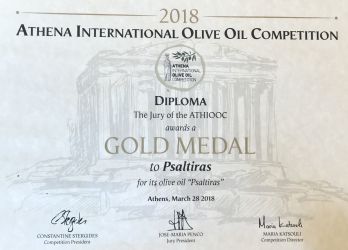 2018
ATHENA INTERNATIONAL OLIVE OIL COMPETITION
ATHENA
INTERNATIONAL
OLIVE OIL
COMPETITION
DIPLOMA
The Jury of the ATHIOOC
awards a
GOLD MEDAL
to Psaltiras
for its olive oil “Psaltiras”
Athens, March 28 2018
CONSTANTINE STERGIDES
Competition President
JOSE-MARIA PENCO
Jury President
Maria Katsouli
MARIA KATSOULI
Competition Director